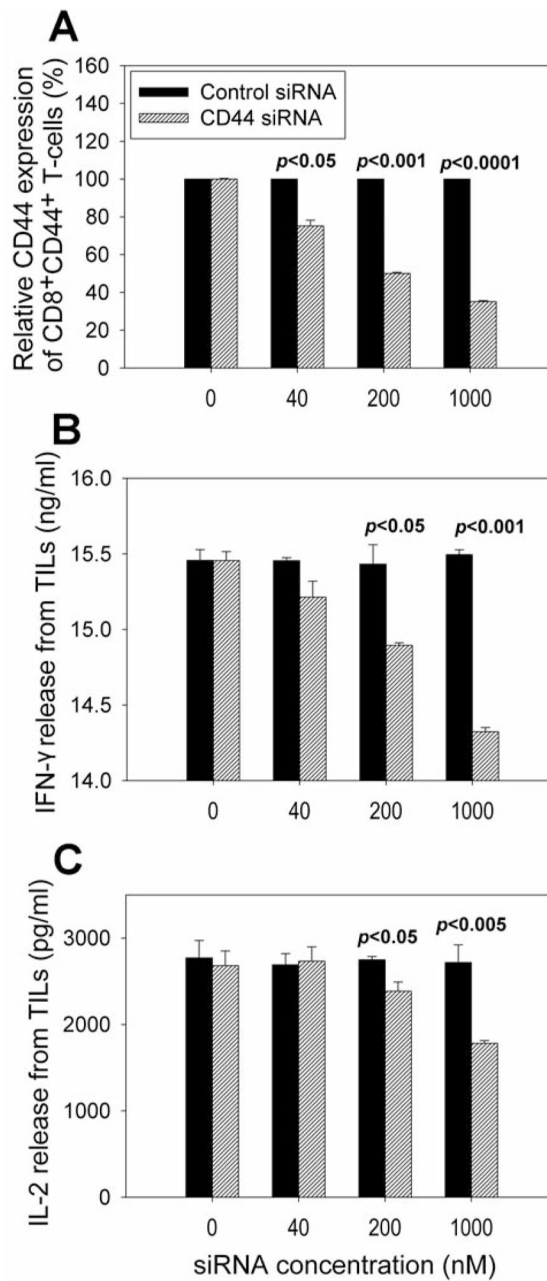 A
Relative CD44 expression
of CD8⁺CD44⁺ T-cells (%)
160
140
120
100
80
60
40
20
0
Control siRNA
CD44 siRNA
p<0.05 p<0.001 p<0.0001
0 40 200 1000
B
IFN-γ release from TILs (ng/ml)
16.0
15.5
15.0
14.5
14.0
p<0.05 p<0.001
0 40 200 1000
C
IL-2 release from TILs (pg/ml)
3000
2000
1000
0
p<0.05 p<0.005
0 40 200 1000
siRNA concentration (nM)